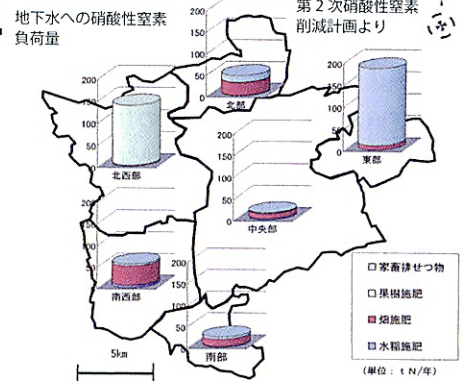 地下水への硝酸性窒素
負荷量
第2次硝酸性窒素
削減計画より
200
150
100
50
0
北部
200
150
100
50
0
北西部
200
150
100
50
0
東部
200
150
100
50
0
中央部
200
150
100
50
南西部
200
150
100
50
0
南部
□家畜排せつ物
□果樹施肥
■畑施肥
■水稲施肥
(単位：tN/年)
5km